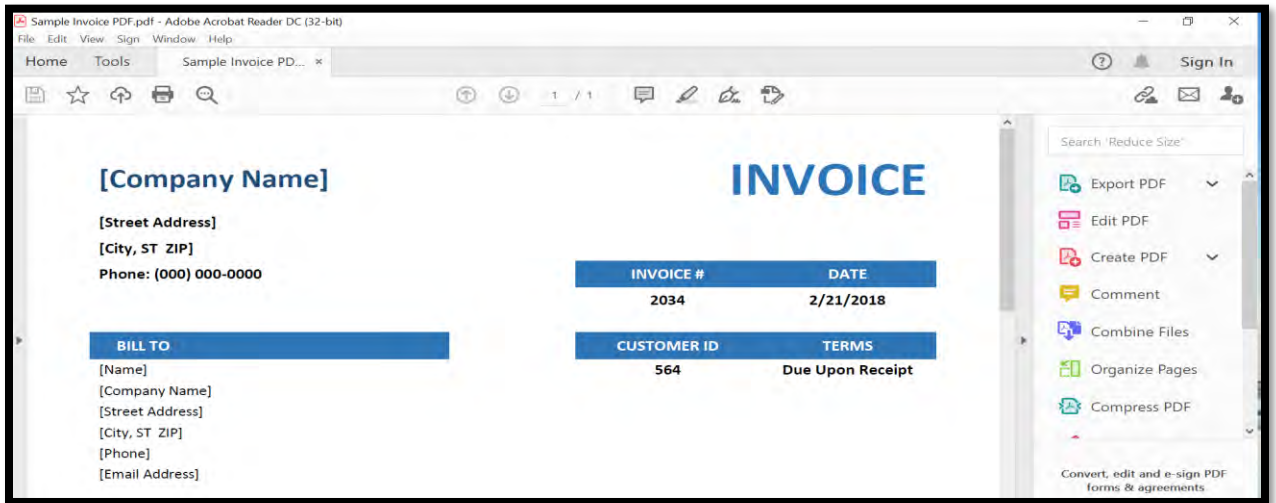 Sample Invoice PDF.pdf - Adobe Acrobat Reader DC (32-bit)
File Edit View Sign Window Help
Home Tools Sample Invoice PD... ×
Sign In
1 / 1
Search 'Reduce Size'
[Company Name]
INVOICE
[Street Address]
[City, ST ZIP]
Phone: (000) 000-0000
INVOICE # DATE
2034 2/21/2018
BILL TO
CUSTOMER ID TERMS
564 Due Upon Receipt
[Name]
[Company Name]
[Street Address]
[City, ST ZIP]
[Phone]
[Email Address]
Export PDF
Edit PDF
Create PDF
Comment
Combine Files
Organize Pages
Compress PDF
Convert, edit and e-sign PDF
forms & agreements